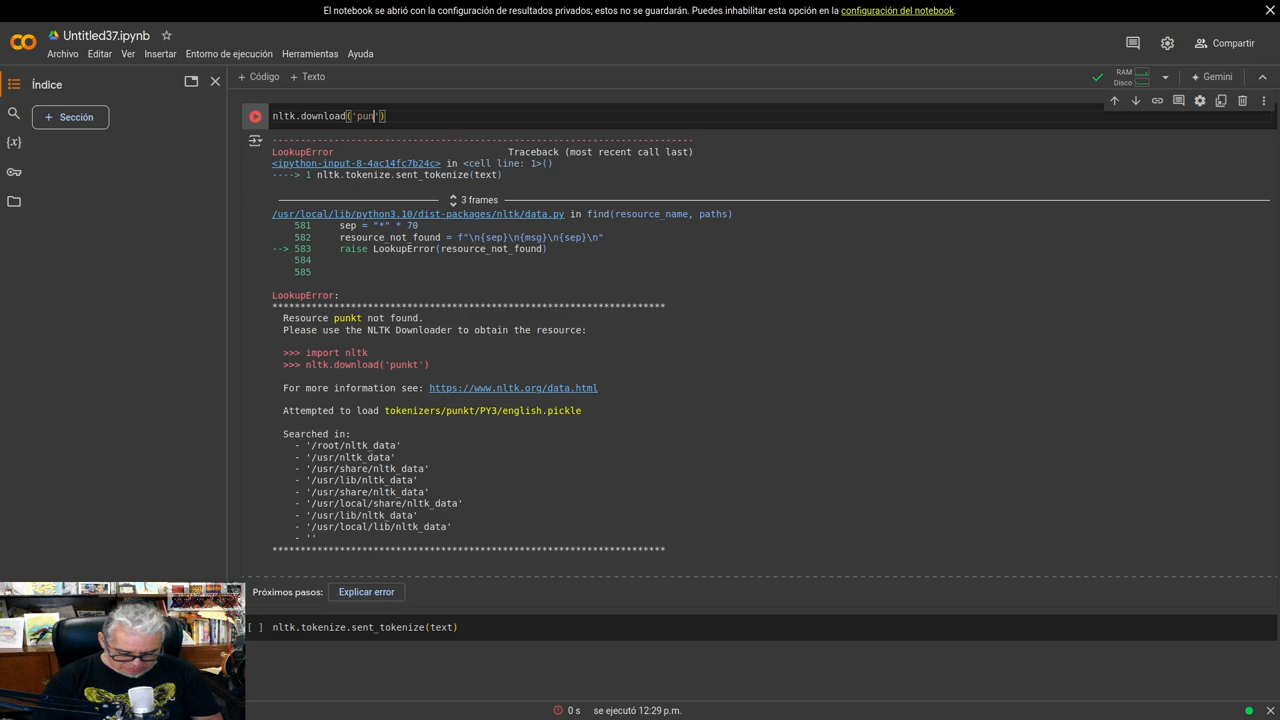 El notebook se abrió con la configuración de resultados privados; estos no se guardarán. Puedes inhabilitar esta opción en la configuración del notebook.
Untitled37.ipynb
Archivo Editar Ver Insertar Entorno de ejecución Herramientas Ayuda
Compartir
Índice
+ Código + Texto
RAM
Disco
Gemini
+ Sección
nltk.download('pun')
---------------------------------------------------------------------------
LookupError Traceback (most recent call last)
<ipython-input-8-4ac14fc7b24c> in <cell line: 1>()
----> 1 nltk.tokenize.sent_tokenize(text)
3 frames
/usr/local/lib/python3.10/dist-packages/nltk/data.py in find(resource_name, paths)
581 sep = "*" * 70
582 resource_not_found = f"\n{sep}\n{msg}\n{sep}\n"
--> 583 raise LookupError(resource_not_found)
584
585
LookupError:
**********************************************************************
Resource punkt not found.
Please use the NLTK Downloader to obtain the resource:
>>> import nltk
>>> nltk.download('punkt')
For more information see: https://www.nltk.org/data.html
Attempted to load tokenizers/punkt/PY3/english.pickle
Searched in:
- '/root/nltk_data'
- '/usr/nltk_data'
- '/usr/share/nltk_data'
- '/usr/lib/nltk_data'
- '/usr/share/nltk_data'
- '/usr/local/share/nltk_data'
- '/usr/lib/nltk_data'
- '/usr/local/lib/nltk_data'
- ''
**********************************************************************
Próximos pasos: Explicar error
[ ] nltk.tokenize.sent_tokenize(text)
0 s se ejecutó 12:29 p.m.